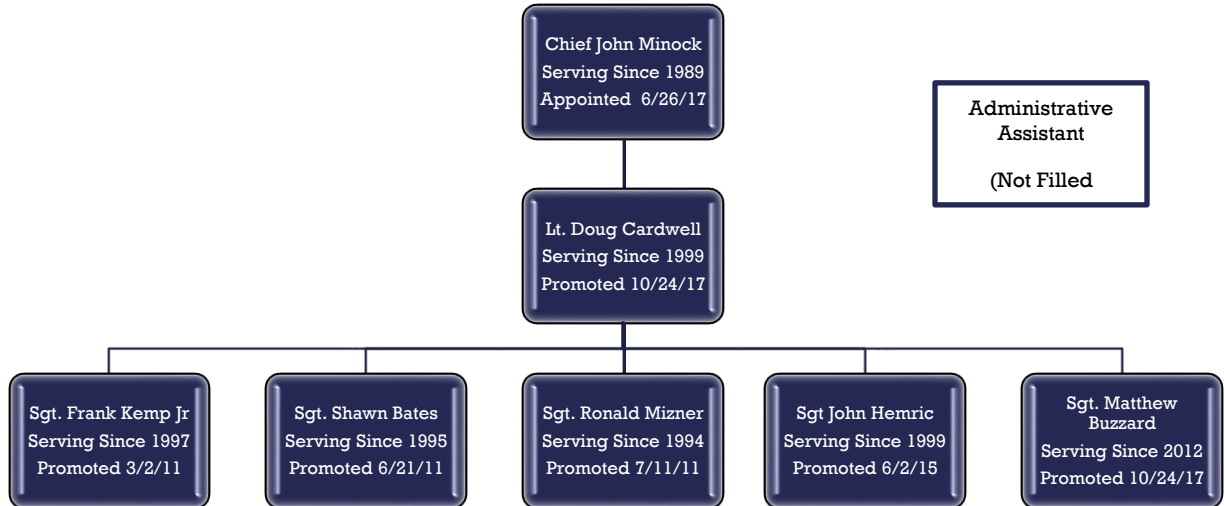 Chief John Minock
Serving Since 1989
Appointed 6/26/17
Administrative
Assistant
(Not Filled
Lt. Doug Cardwell
Serving Since 1999
Promoted 10/24/17
Sgt. Frank Kemp Jr
Serving Since 1997
Promoted 3/2/11
Sgt. Shawn Bates
Serving Since 1995
Promoted 6/21/11
Sgt. Ronald Mizner
Serving Since 1994
Promoted 7/11/11
Sgt John Hemric
Serving Since 1999
Promoted 6/2/15
Sgt. Matthew
Buzzard
Serving Since 2012
Promoted 10/24/17